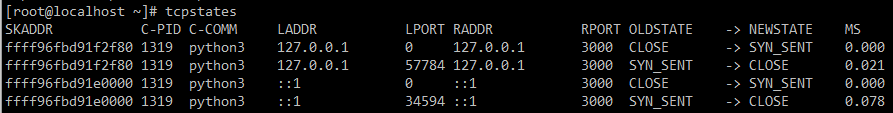 [root@localhost ~]# tcpstates
SKADDR           C-PID C-COMM     LADDR           LPORT RADDR           RPORT OLDSTATE    -> NEWSTATE    MS
ffff96fbd91f2f80 1319  python3    127.0.0.1       0     127.0.0.1       3000  CLOSE       -> SYN_SENT    0.000
ffff96fbd91f2f80 1319  python3    127.0.0.1       57784 127.0.0.1       3000  SYN_SENT    -> CLOSE       0.021
ffff96fbd91e0000 1319  python3    ::1             0     ::1             3000  CLOSE       -> SYN_SENT    0.000
ffff96fbd91e0000 1319  python3    ::1             34594 ::1             3000  SYN_SENT    -> CLOSE       0.078